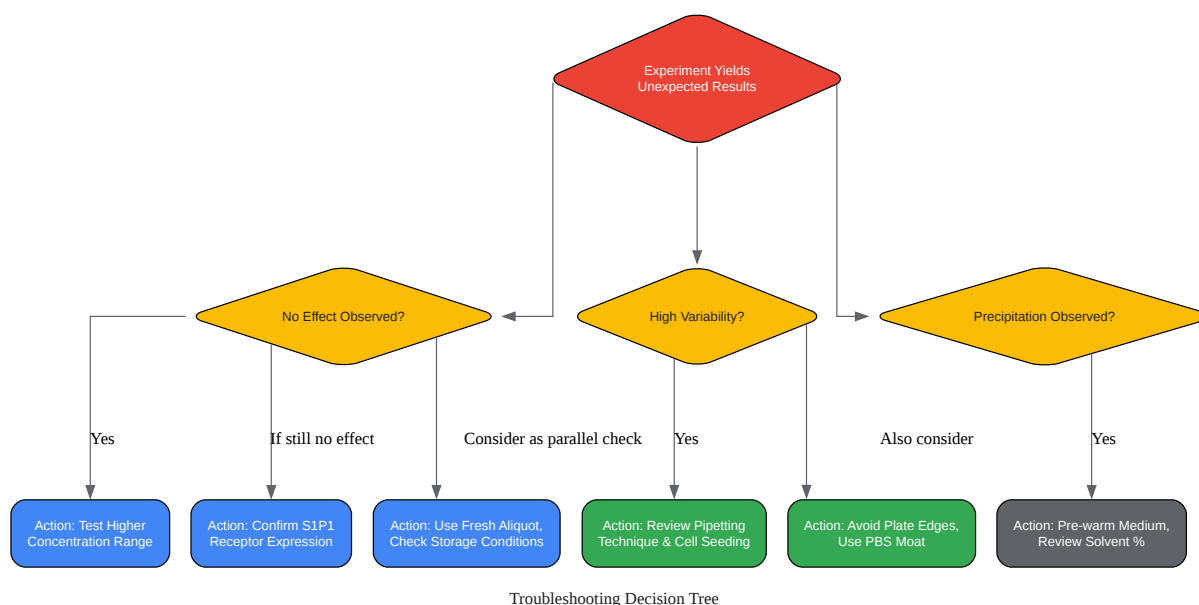 Experiment Yields
Unexpected Results
No Effect Observed?
High Variability?
Precipitation Observed?
Yes
If still no effect
Consider as parallel check
Yes
Also consider
Yes
Action: Test Higher
Concentration Range
Action: Confirm S1P1
Receptor Expression
Action: Use Fresh Aliquot,
Check Storage Conditions
Action: Review Pipetting
Technique & Cell Seeding
Action: Avoid Plate Edges,
Use PBS Moat
Action: Pre-warm Medium,
Review Solvent %
Troubleshooting Decision Tree